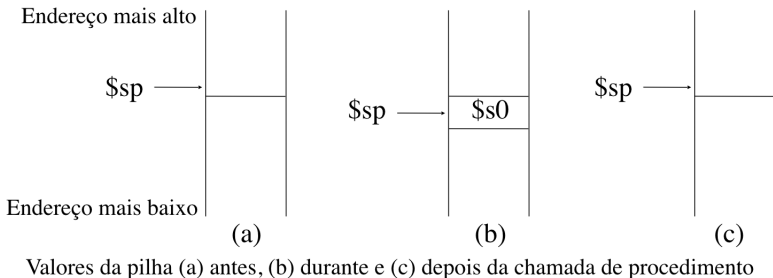 Endereço mais alto
$sp
$sp
$s0
$sp
Endereço mais baixo
(a)
(b)
(c)
Valores da pilha (a) antes, (b) durante e (c) depois da chamada de procedimento